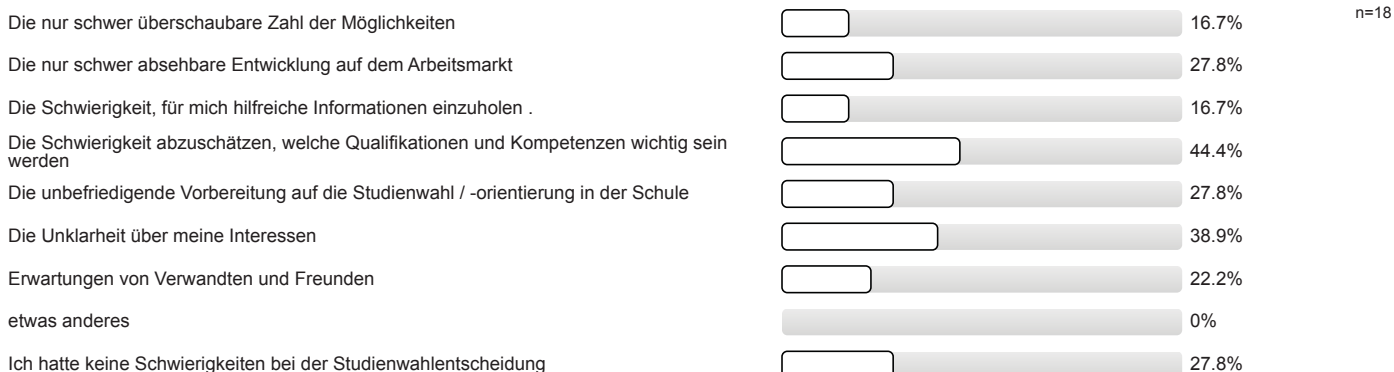 Die nur schwer überschaubare Zahl der Möglichkeiten 16.7% n=18
Die nur schwer absehbare Entwicklung auf dem Arbeitsmarkt 27.8%
Die Schwierigkeit, für mich hilfreiche Informationen einzuholen . 16.7%
Die Schwierigkeit abzuschätzen, welche Qualifikationen und Kompetenzen wichtig sein
werden 44.4%
Die unbefriedigende Vorbereitung auf die Studienwahl / -orientierung in der Schule 27.8%
Die Unklarheit über meine Interessen 38.9%
Erwartungen von Verwandten und Freunden 22.2%
etwas anderes 0%
Ich hatte keine Schwierigkeiten bei der Studienwahlentscheidung 27.8%